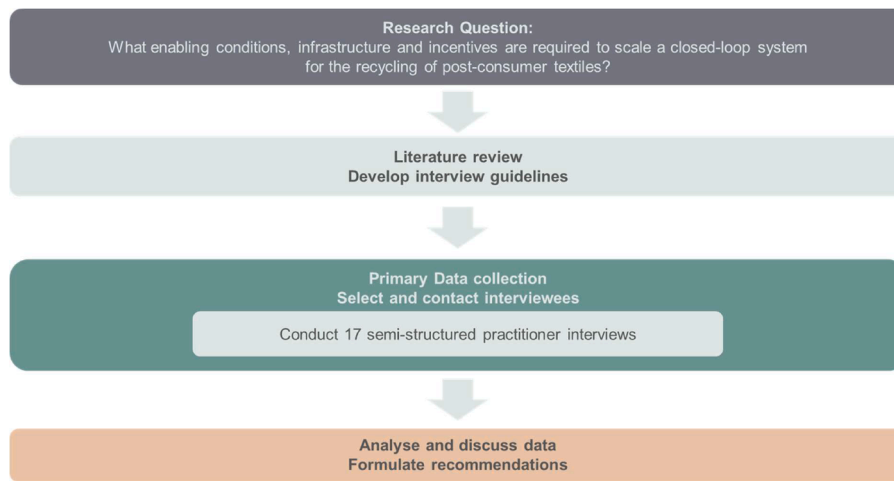 Research Question:
What enabling conditions, infrastructure and incentives are required to scale a closed-loop system
for the recycling of post-consumer textiles?
Literature review
Develop interview guidelines
Primary Data collection
Select and contact interviewees
Conduct 17 semi-structured practitioner interviews
Analyse and discuss data
Formulate recommendations